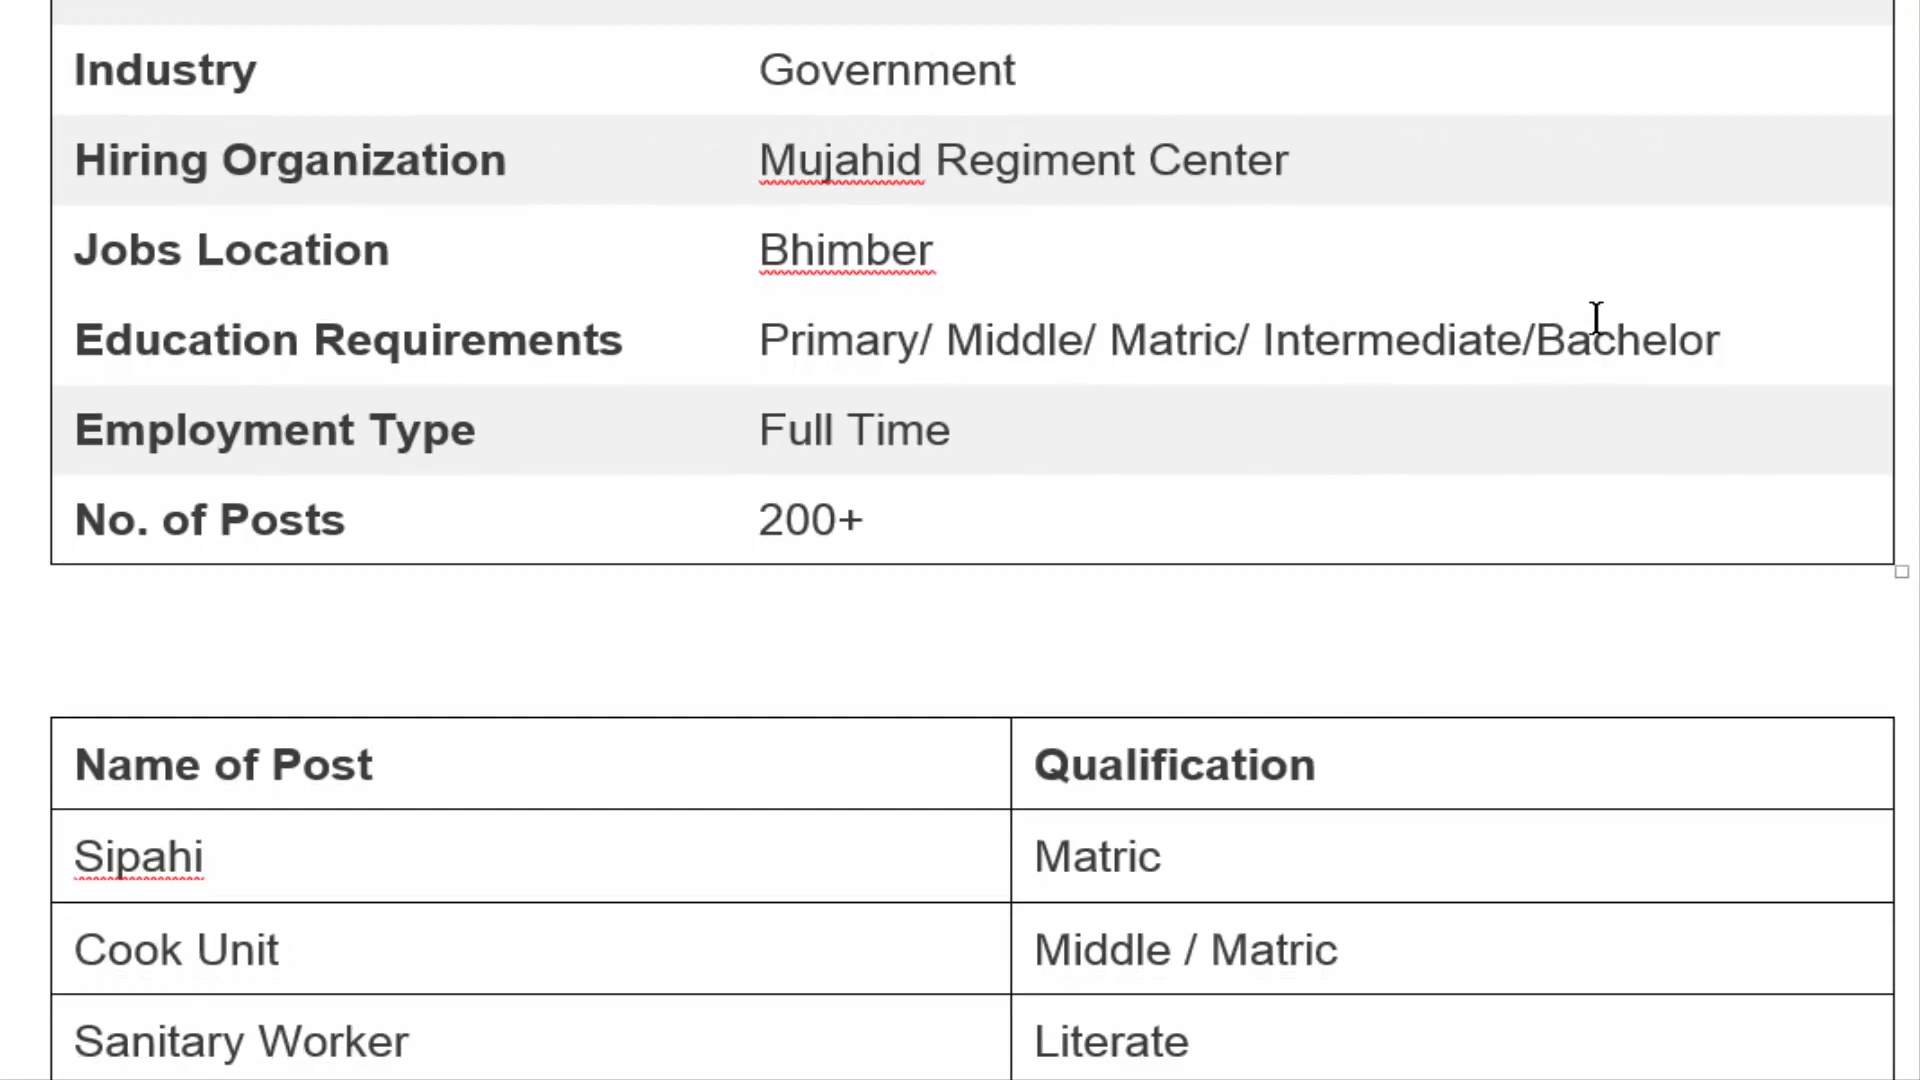 Industry Government
Hiring Organization Mujahid Regiment Center
Jobs Location Bhimber
Education Requirements Primary/ Middle/ Matric/ Intermediate/Bachelor
Employment Type Full Time
No. of Posts 200+
Name of Post Qualification
Sipahi Matric
Cook Unit Middle / Matric
Sanitary Worker Literate